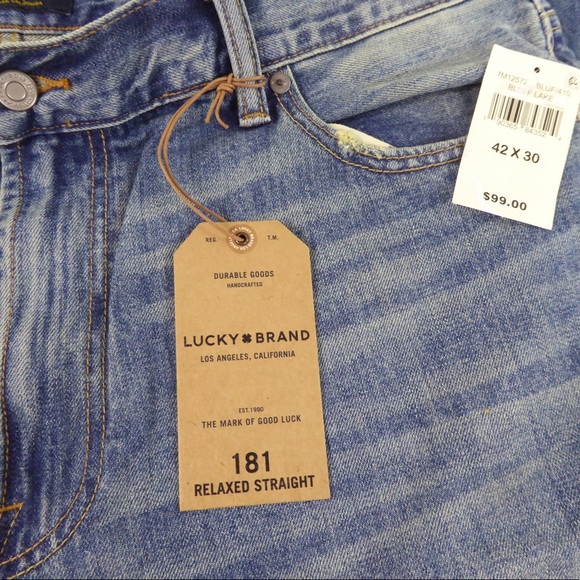 7M12572
42 X 30
$99.00
REG.
T.M.
DURABLE GOODS
HANDCRAFTED
LUCKY BRAND
LOS ANGELES, CALIFORNIA
EST.1990
THE MARK OF GOOD LUCK
181
RELAXED STRAIGHT